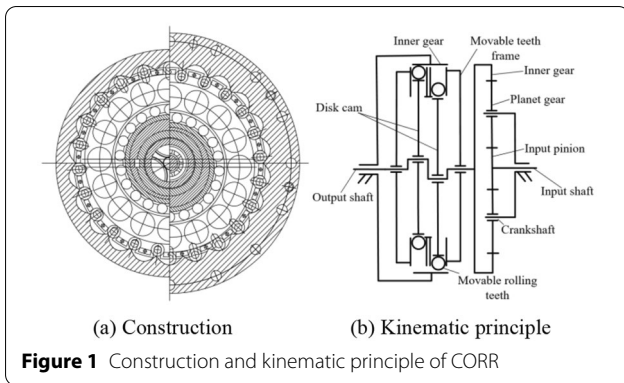 Inner gear
Movable teeth
frame
Inner gear
Planet gear
Disk cam
Input pinion
Output shaft
Input shaft
Crankshaft
Movable rolling
teeth
(a) Construction
(b) Kinematic principle
Figure 1 Construction and kinematic principle of CORR